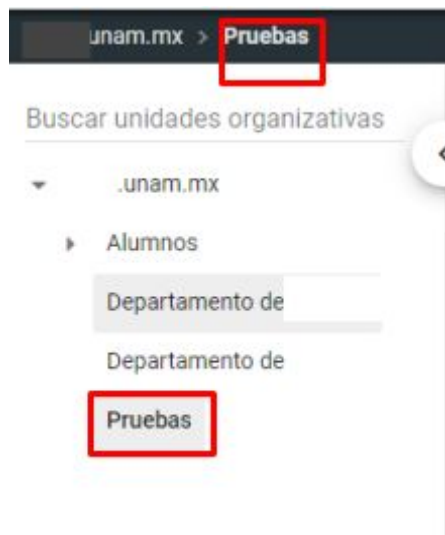 unam.mx > Pruebas
Buscar unidades organizativas
.unam.mx
Alumnos
Departamento de
Departamento de
Pruebas